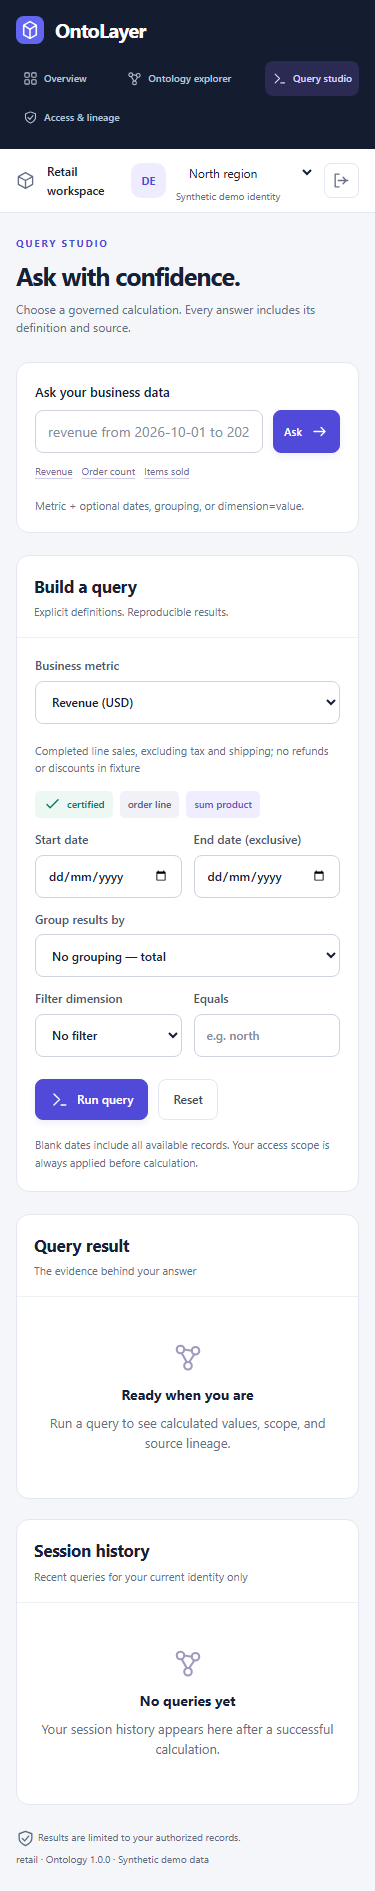 OntoLayer
Overview
Ontology explorer
Query studio
Access & lineage
Retail
workspace
DE
North region
Synthetic demo identity
QUERY STUDIO
Ask with confidence.
Choose a governed calculation. Every answer includes its
definition and source.
Ask your business data
revenue from 2026-10-01 to 202
Ask
Revenue Order count Items sold
Metric + optional dates, grouping, or dimension=value.
Build a query
Explicit definitions. Reproducible results.
Business metric
Revenue (USD)
Completed line sales, excluding tax and shipping; no refunds
or discounts in fixture
certified order line sum product
Start date End date (exclusive)
dd/mm/yyyy dd/mm/yyyy
Group results by
No grouping — total
Filter dimension Equals
No filter e.g. north
Run query Reset
Blank dates include all available records. Your access scope is
always applied before calculation.
Query result
The evidence behind your answer
Ready when you are
Run a query to see calculated values, scope, and
source lineage.
Session history
Recent queries for your current identity only
No queries yet
Your session history appears here after a successful
calculation.
Results are limited to your authorized records.
retail · Ontology 1.0.0 · Synthetic demo data